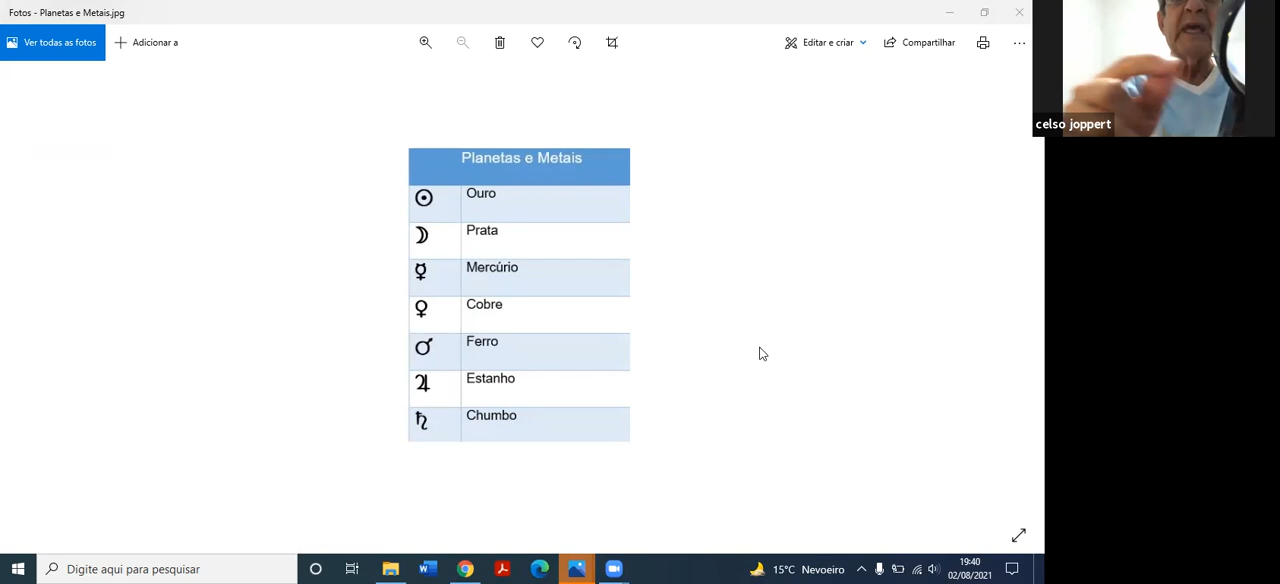 Fotos - Planetas e Metais.jpg
Ver todas as fotos
Adicionar a
Editar e criar
Compartilhar
celso joppert
Planetas e Metais
☉ Ouro
☽ Prata
☿ Mercúrio
♀ Cobre
♂ Ferro
♃ Estanho
♄ Chumbo
Digite aqui para pesquisar
15°C Nevoeiro
19:40
02/08/2021